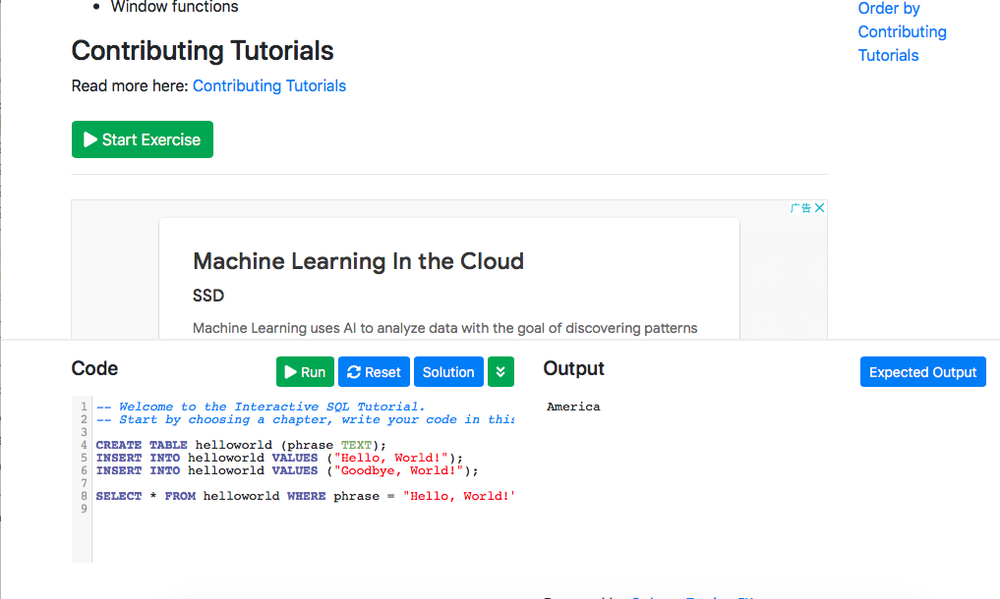 Window functions
Contributing Tutorials
Read more here: Contributing Tutorials
Start Exercise
Order by
Contributing
Tutorials
广告
Machine Learning In the Cloud
SSD
Machine Learning uses AI to analyze data with the goal of discovering patterns
Code
Run
Reset
Solution
Output
Expected Output
1 -- Welcome to the Interactive SQL Tutorial.
2 -- Start by choosing a chapter, write your code in this
3
4 CREATE TABLE helloworld (phrase TEXT);
5 INSERT INTO helloworld VALUES ("Hello, World!");
6 INSERT INTO helloworld VALUES ("Goodbye, World!");
7
8 SELECT * FROM helloworld WHERE phrase = "Hello, World!"
9
America